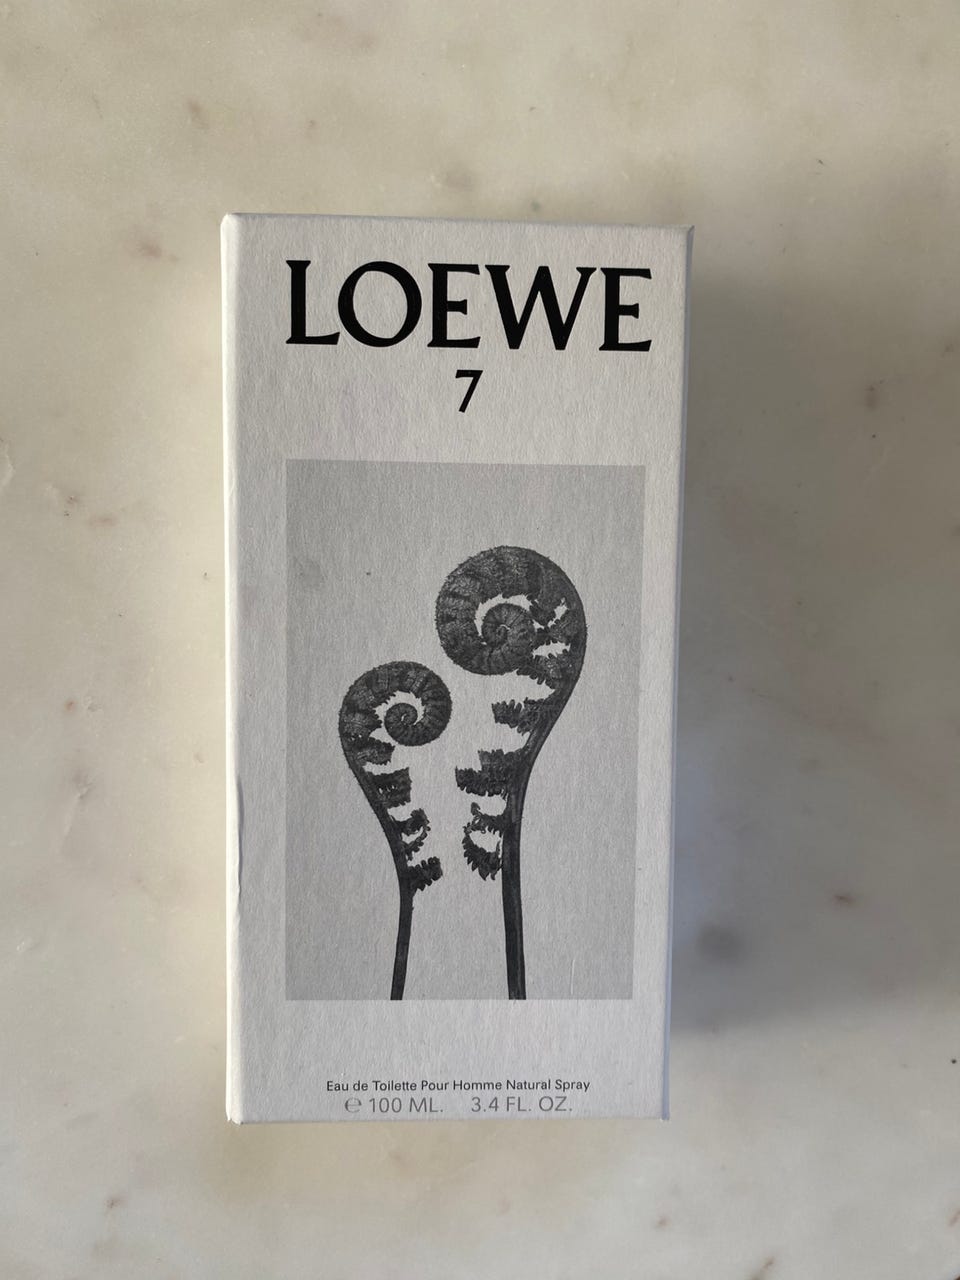 LOEWE
7
Eau de Toilette Pour Homme Natural Spray
℮ 100 ML. 3.4 FL. OZ.